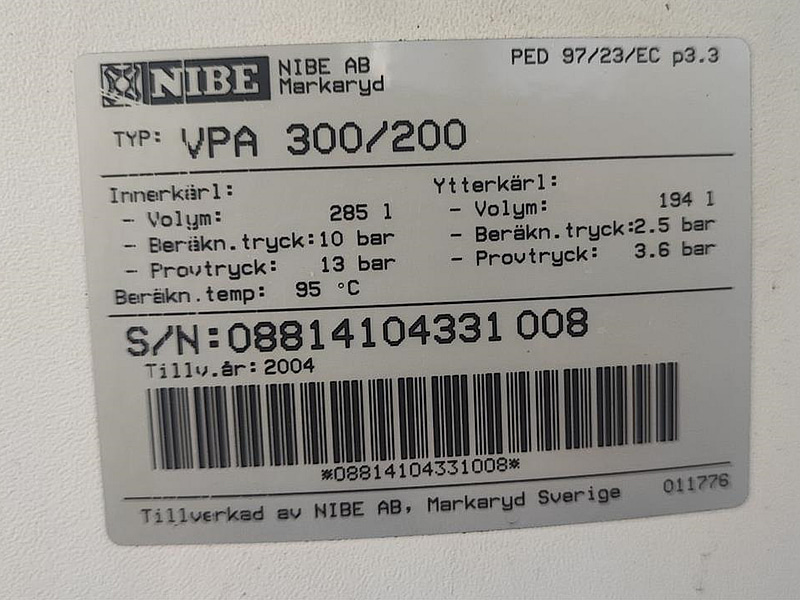 NIBE NIBE AB
Markaryd
PED 97/23/EC p3.3
TYP: VPA 300/200
Innerkärl:
- Volym: 285 l
- Beräkn.tryck:10 bar
- Provtryck: 13 bar
Beräkn.temp: 95 °C
Ytterkärl:
- Volym: 194 l
- Beräkn.tryck:2.5 bar
- Provtryck: 3.6 bar
S/N:08814104331 008
Tillv.år: 2004
*08814104331008*
Tillverkad av NIBE AB, Markaryd Sverige 011776